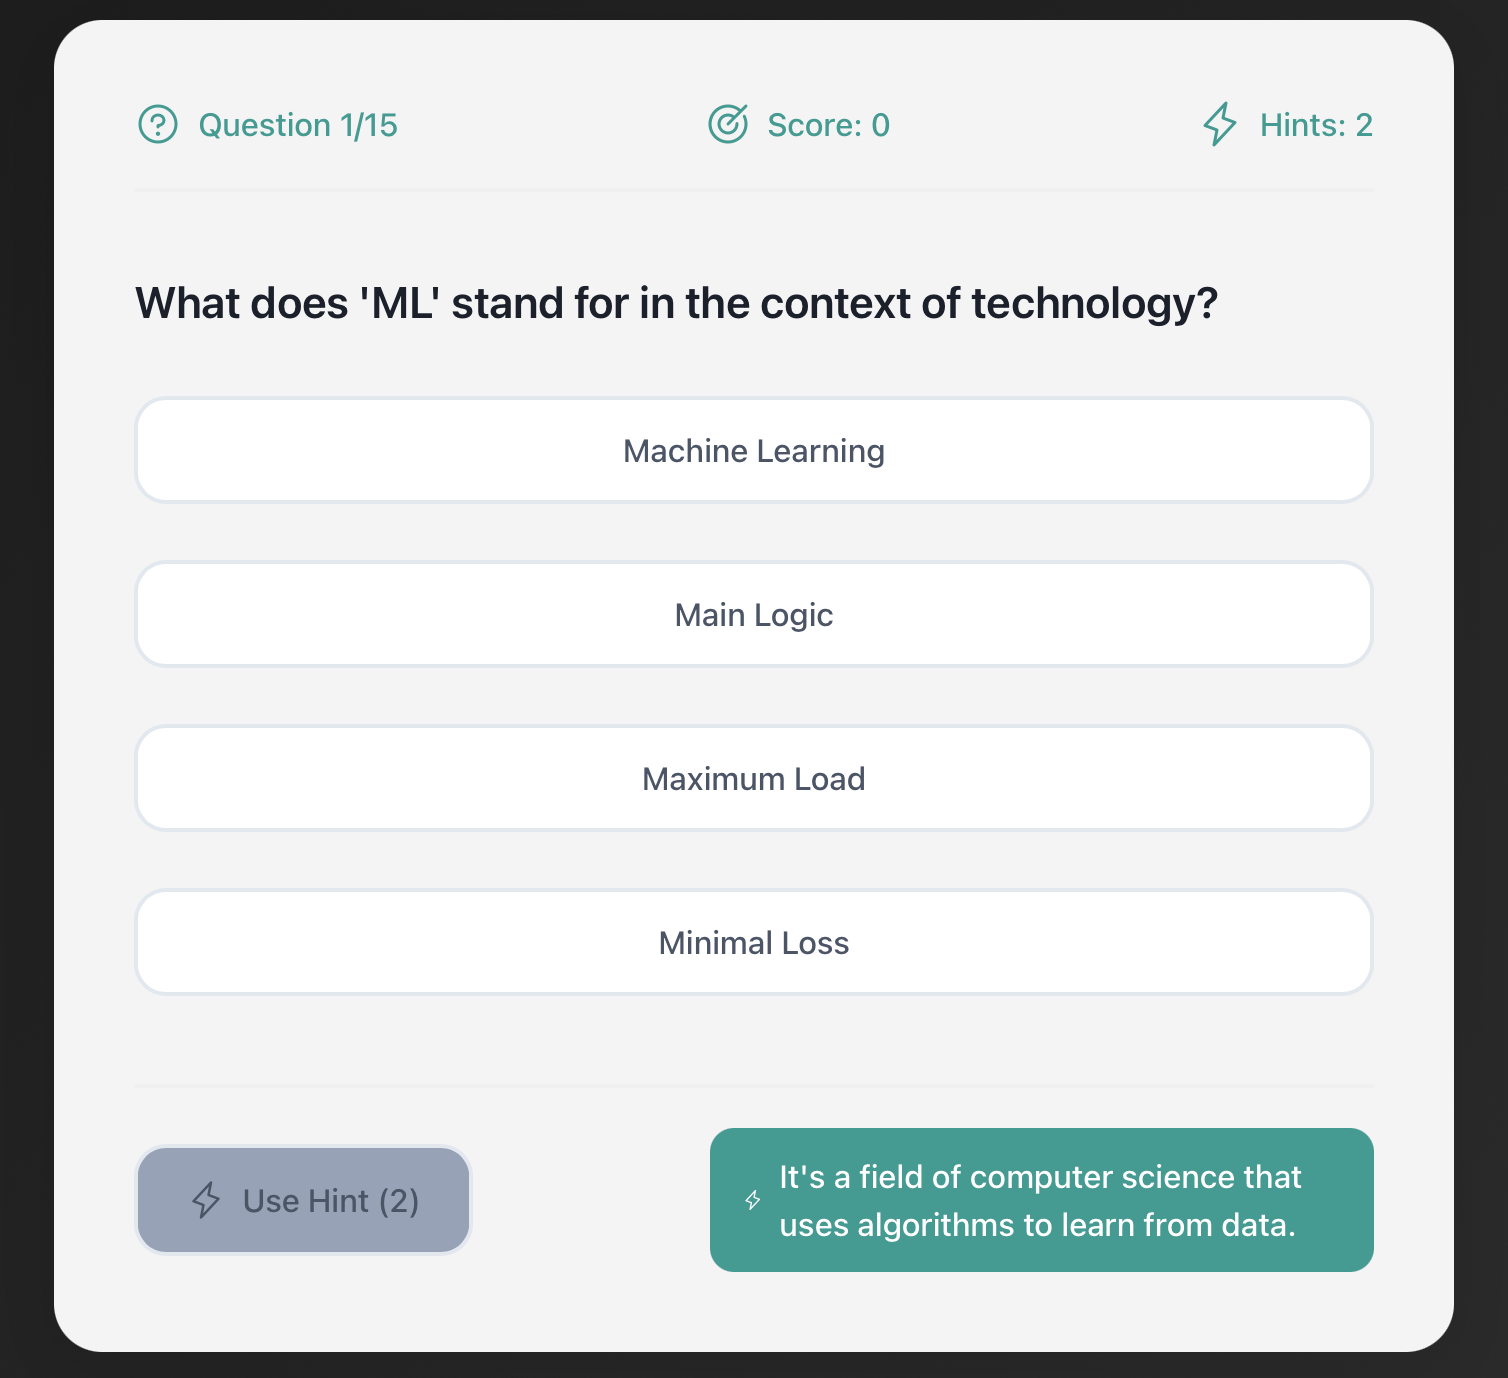 Question 1/15
Score: 0
Hints: 2
What does 'ML' stand for in the context of technology?
Machine Learning
Main Logic
Maximum Load
Minimal Loss
Use Hint (2)
It's a field of computer science that
uses algorithms to learn from data.